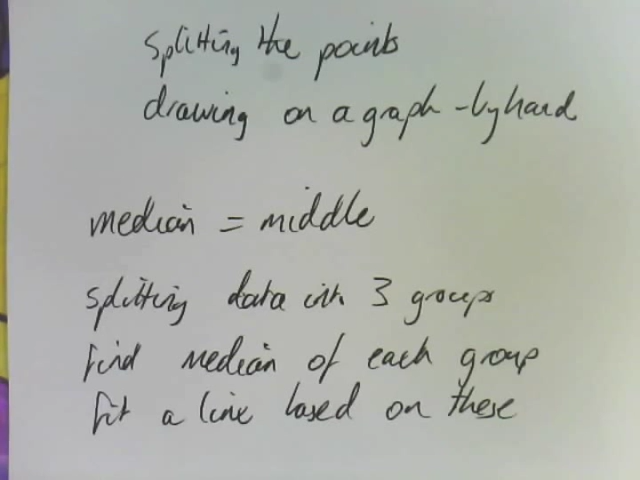 splitting the points
drawing on a graph - by hand
median = middle
splitting data into 3 groups
find median of each group
fit a line based on these